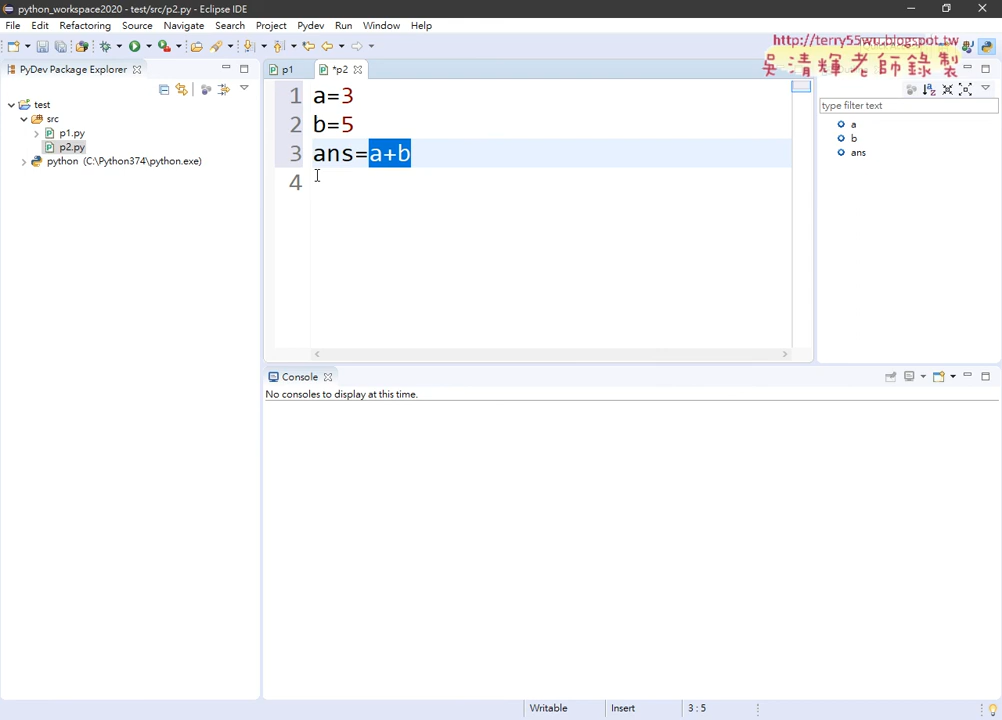 python_workspace2020 - test/src/p2.py - Eclipse IDE
File Edit Refactoring Source Navigate Search Project Pydev Run Window Help
http://terry55wu.blogspot.tw
吳清輝老師錄製
PyDev Package Explorer
p1
*p2
type filter text
test
src
p1.py
p2.py
python (C:\Python374\python.exe)
1 a=3
2 b=5
3 ans=a+b
4
a
b
ans
Console
No consoles to display at this time.
Writable Insert 3 : 5